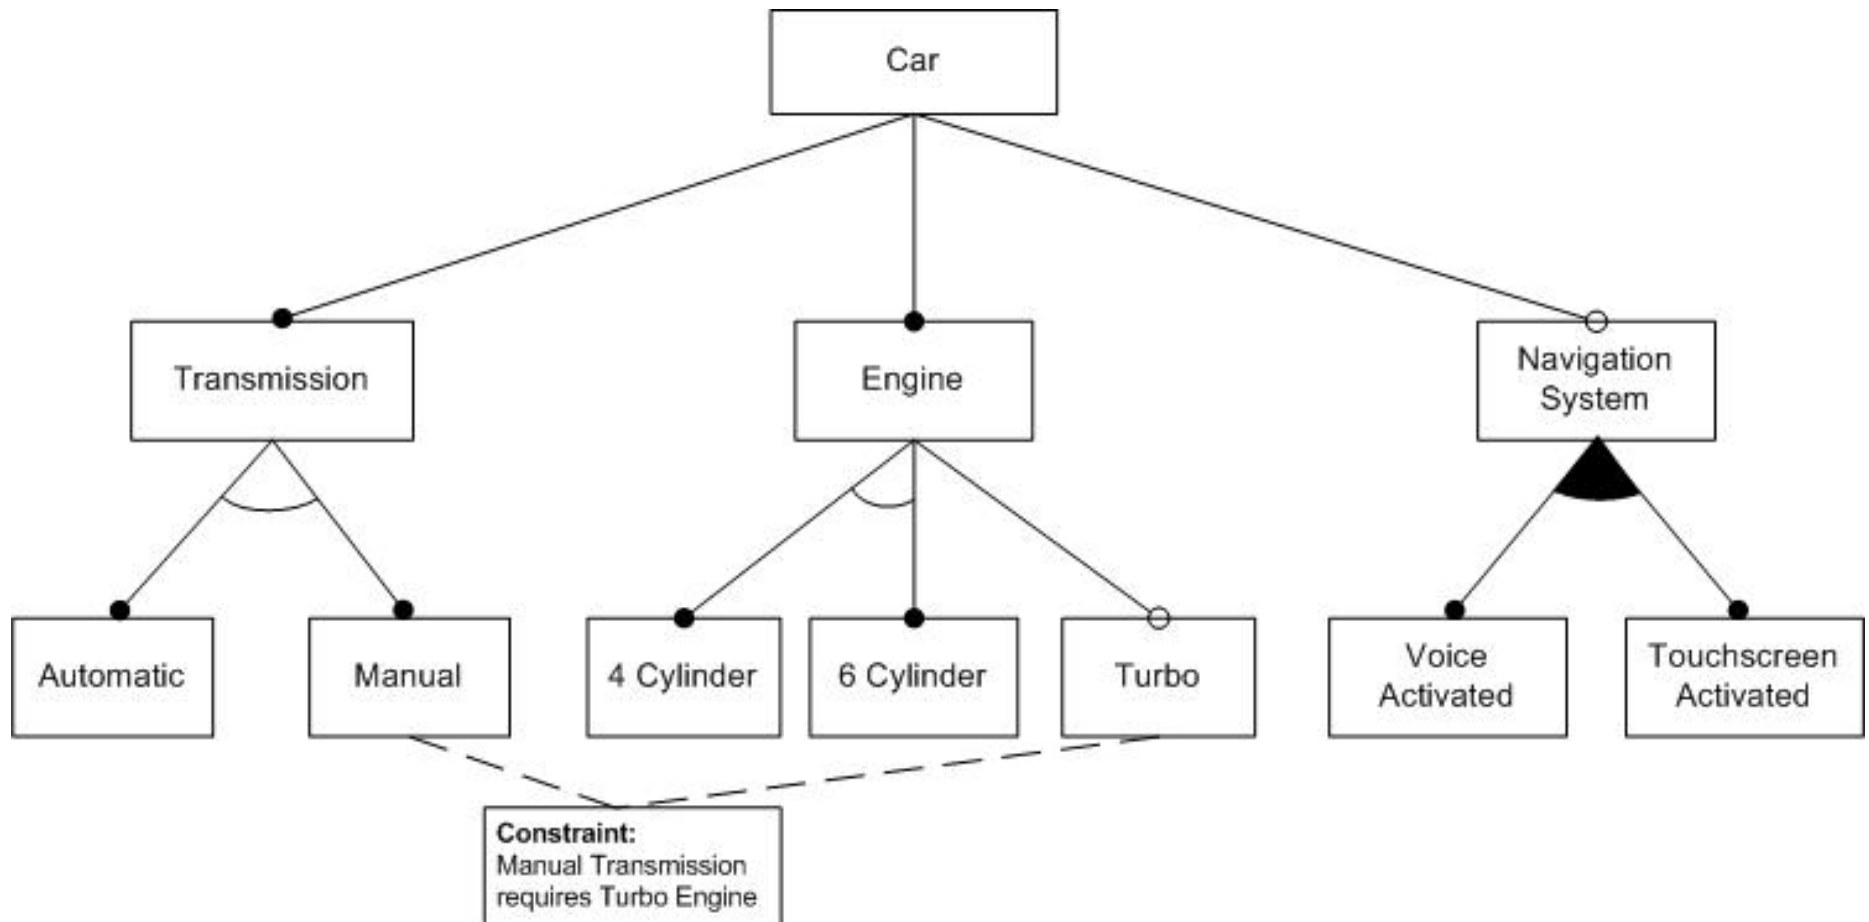 Car
Transmission
Engine
Navigation
System
Automatic
Manual
4 Cylinder
6 Cylinder
Turbo
Voice
Activated
Touchscreen
Activated
Constraint:
Manual Transmission
requires Turbo Engine